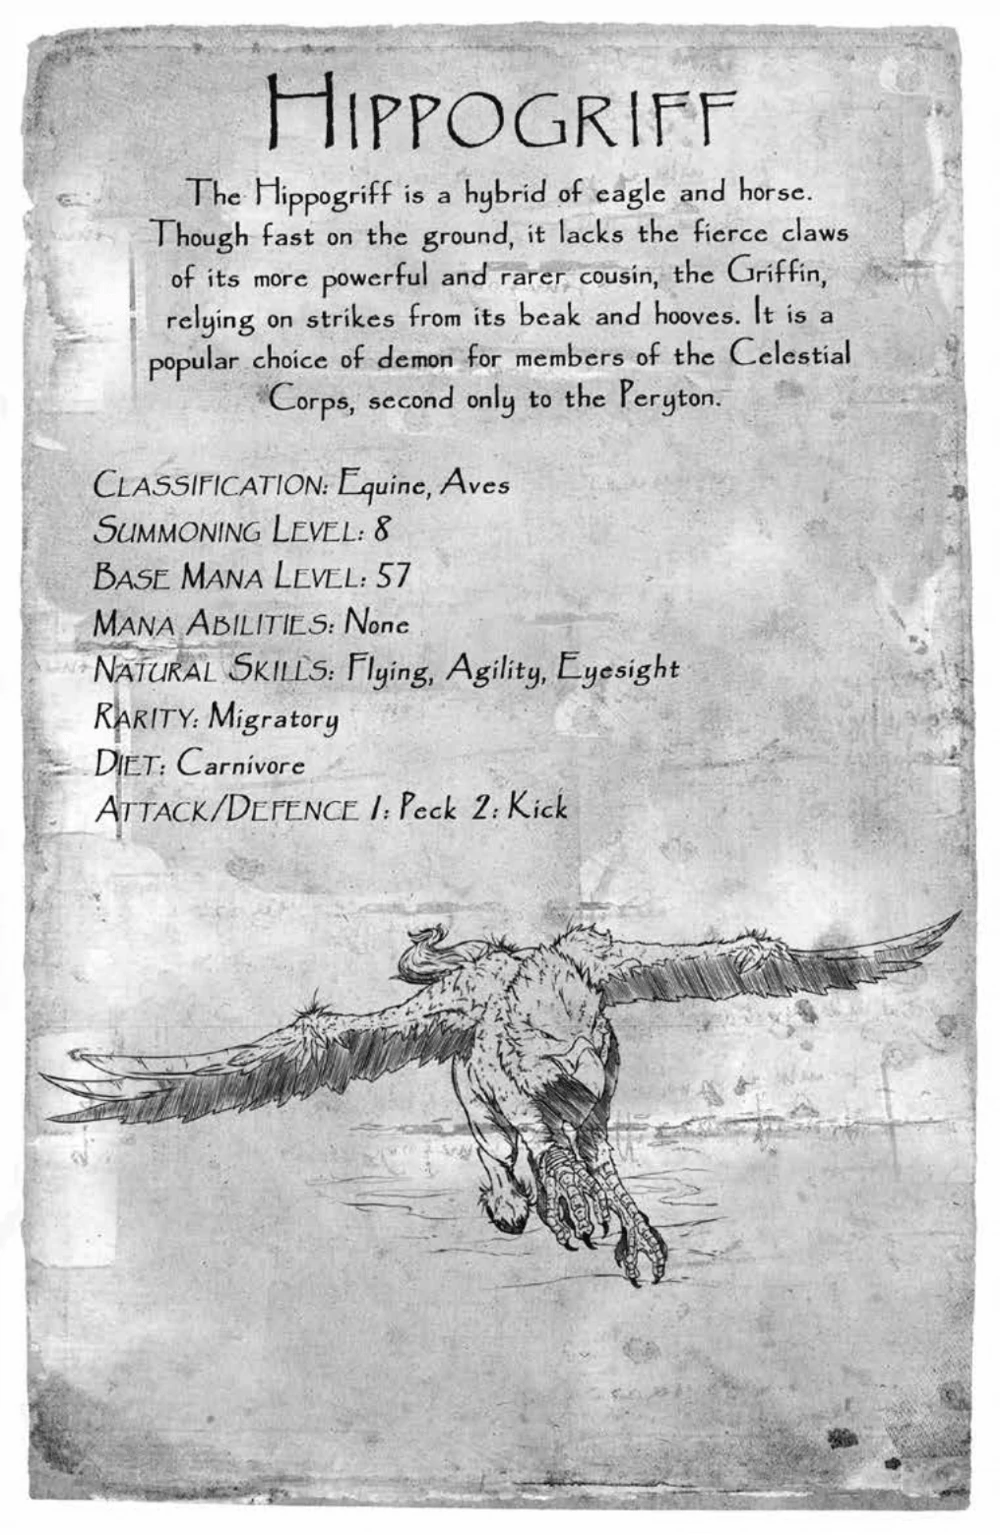 HIPPOGRIFF
The Hippogriff is a hybrid of eagle and horse.
Though fast on the ground, it lacks the fierce claws
of its more powerful and rarer cousin, the Griffin,
relying on strikes from its beak and hooves. It is a
popular choice of demon for members of the Celestial
Corps, second only to the Peryton.
CLASSIFICATION: Equine, Aves
SUMMONING LEVEL: 8
BASE MANA LEVEL: 57
MANA ABILITIES: None
NATURAL SKILLS: Flying, Agility, Eyesight
RARITY: Migratory
DIET: Carnivore
ATTACK/DEFENCE 1: Peck 2: Kick